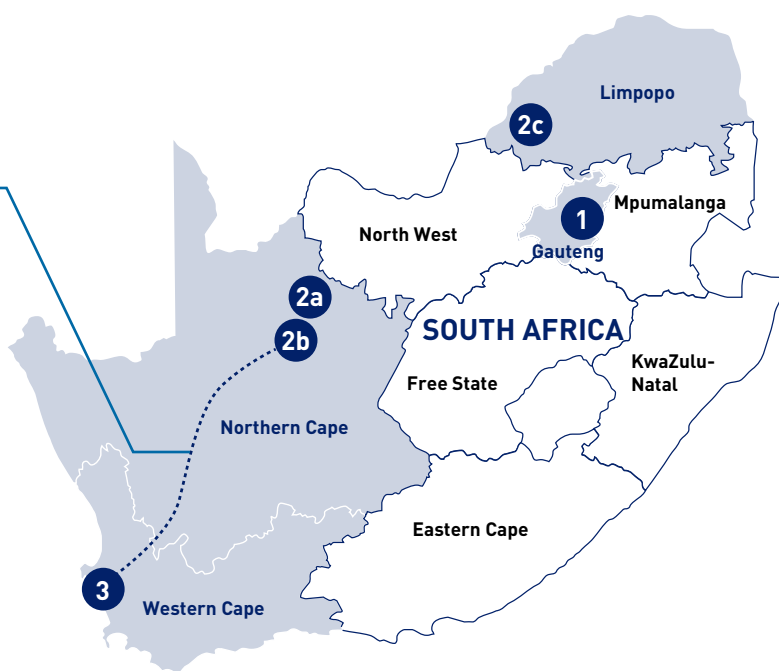 Limpopo
2c
Mpumalanga
1
North West
Gauteng
2a
SOUTH AFRICA
2b
KwaZulu-
Natal
Free State
Northern Cape
Eastern Cape
3
Western Cape